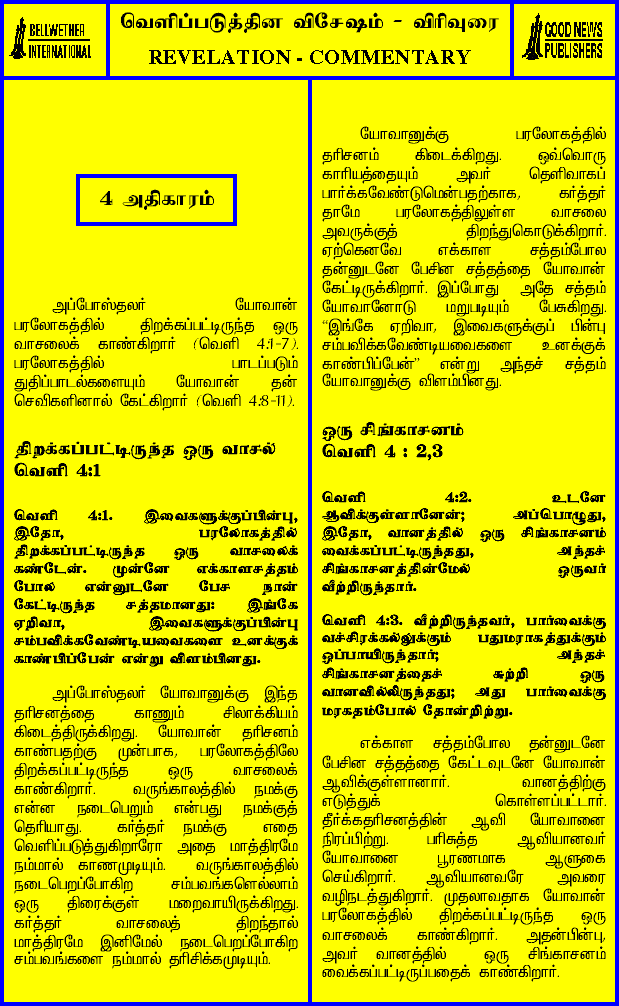 BELLWETHER
INTERNATIONAL
வெளிப்படுத்தின விசேஷம் - விரிவுரை
REVELATION - COMMENTARY
GOOD NEWS
PUBLISHERS
4 அதிகாரம்
அப்போஸ்தலர் யோவான்
பரலோகத்தில் திறக்கப்பட்டிருந்த ஒரு
வாசலைக் காண்கிறார் (வெளி 4:1-7).
பரலோகத்தில் பாடப்படும்
துதிப்பாடல்களையும் யோவான் தன்
செவிகளினால் கேட்கிறார் (வெளி 4:8-11).
திறக்கப்பட்டிருந்த ஒரு வாசல்
வெளி 4:1
வெளி 4:1. இவைகளுக்குப்பின்பு,
இதோ, பரலோகத்தில்
திறக்கப்பட்டிருந்த ஒரு வாசலைக்
கண்டேன். முன்னே எக்காளசத்தம்
போல் என்னுடனே பேச நான்
கேட்டிருந்த சத்தமானது: இங்கே
ஏறிவா, இவைகளுக்குப்பின்பு
சம்பவிக்கவேண்டியவைகளை உனக்குக்
காண்பிப்பேன் என்று விளம்பினது.
அப்போஸ்தலர் யோவானுக்கு இந்த
தரிசனத்தை காணும் சிலாக்கியம்
கிடைத்திருக்கிறது. யோவான் தரிசனம்
காண்பதற்கு முன்பாக, பரலோகத்திலே
திறக்கப்பட்டிருந்த ஒரு வாசலைக்
காண்கிறார். வருங்காலத்தில் நமக்கு
என்ன நடைபெறும் என்பது நமக்குத்
தெரியாது. கர்த்தர் நமக்கு எதை
வெளிப்படுத்துகிறாரோ அதை மாத்திரமே
நம்மால் காணமுடியும். வருங்காலத்தில்
நடைபெறப்போகிற சம்பவங்களெல்லாம்
ஒரு திரைக்குள் மறைவாயிருக்கிறது.
கர்த்தர் வாசலைத் திறந்தால்
மாத்திரமே இனிமேல் நடைபெறப்போகிற
சம்பவங்களை நம்மால் தரிசிக்கமுடியும்.
யோவானுக்கு பரலோகத்தில்
தரிசனம் கிடைக்கிறது. ஒவ்வொரு
காரியத்தையும் அவர் தெளிவாகப்
பார்க்கவேண்டுமென்பதற்காக, கர்த்தர்
தாமே பரலோகத்திலுள்ள வாசலை
அவருக்குத் திறந்துகொடுக்கிறார்.
ஏற்கெனவே எக்காள சத்தம்போல
தன்னுடனே பேசின சத்தத்தை யோவான்
கேட்டிருக்கிறார். இப்போது அதே சத்தம்
யோவானோடு மறுபடியும் பேசுகிறது.
“இங்கே ஏறிவா, இவைகளுக்குப் பின்பு
சம்பவிக்கவேண்டியவைகளை உனக்குக்
காண்பிப்பேன்” என்று அந்தச் சத்தம்
யோவானுக்கு விளம்பினது.
ஒரு சிங்காசனம்
வெளி 4 : 2,3
வெளி 4:2. உடனே
ஆவிக்குள்ளானேன்; அப்பொழுது,
இதோ, வானத்தில் ஒரு சிங்காசனம்
வைக்கப்பட்டிருந்தது, அந்தச்
சிங்காசனத்தின்மேல் ஒருவர்
வீற்றிருந்தார்.
வெளி 4:3. வீற்றிருந்தவர், பார்வைக்கு
வச்சிரக்கல்லுக்கும் பதுமராகத்துக்கும்
ஒப்பாயிருந்தார்; அந்தச்
சிங்காசனத்தைச் சுற்றி ஒரு
வானவில்லிருந்தது; அது பார்வைக்கு
மரகதம்போல் தோன்றிற்று.
எக்காள சத்தம்போல தன்னுடனே
பேசின சத்தத்தை கேட்டவுடனே யோவான்
ஆவிக்குள்ளானார். வானத்திற்கு
எடுத்துக் கொள்ளப்பட்டார்.
தீர்க்கதரிசனத்தின் ஆவி யோவானை
நிரப்பிற்று. பரிசுத்த ஆவியானவர்
யோவானை பூரணமாக ஆளுகை
செய்கிறார். ஆவியானவரே அவரை
வழிநடத்துகிறார். முதலாவதாக யோவான்
பரலோகத்தில் திறக்கப்பட்டிருந்த ஒரு
வாசலைக் காண்கிறார். அதன்பின்பு,
அவர் வானத்தில் ஒரு சிங்காசனம்
வைக்கப்பட்டிருப்பதைக் காண்கிறார்.